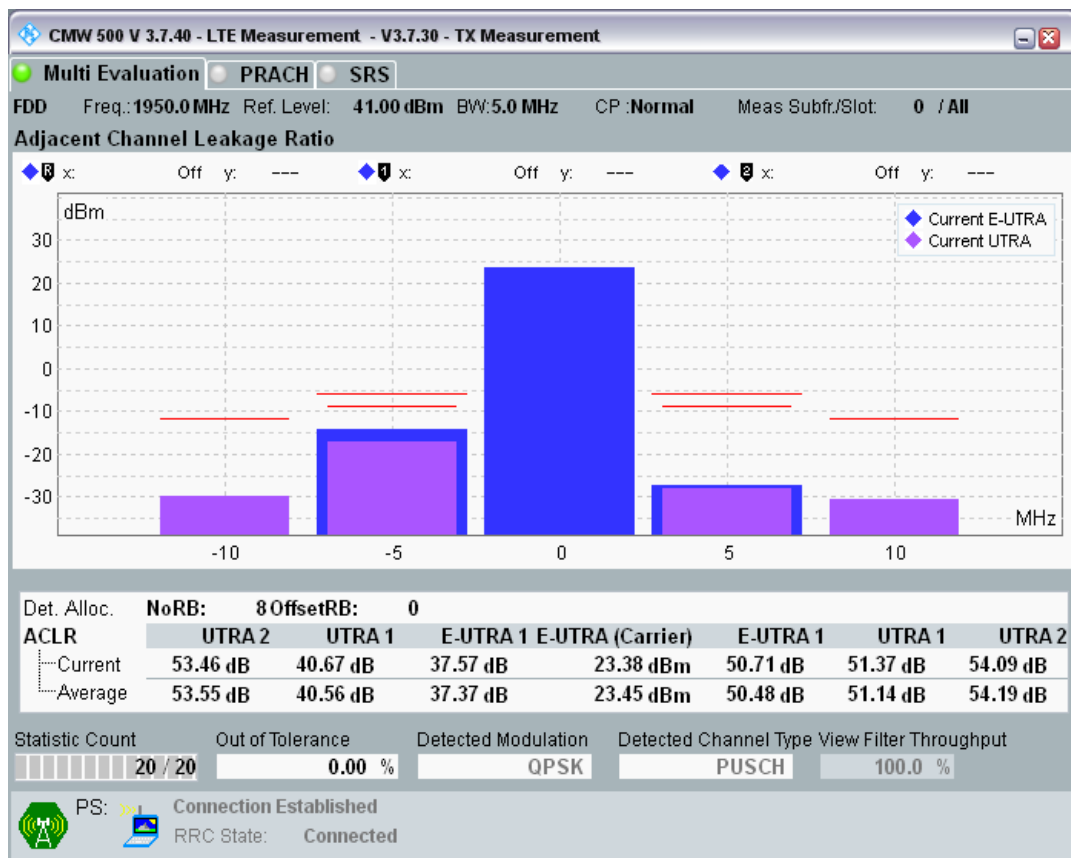 CMW 500 V 3.7.40 - LTE Measurement - V3.7.30 - TX Measurement
Multi Evaluation PRACH SRS
FDD Freq.:1950.0 MHz Ref. Level: 41.00 dBm BW:5.0 MHz CP :Normal Meas Subfr./Slot: 0 / All
Adjacent Channel Leakage Ratio
R x: Off y: --- 1 x: Off y: --- 2 x: Off y: ---
dBm
Current E-UTRA
Current UTRA
30
20
10
0
-10
-20
-30
MHz
-10 -5 0 5 10
Det. Alloc. NoRB: 8 OffsetRB: 0
ACLR UTRA 2 UTRA 1 E-UTRA 1 E-UTRA (Carrier) E-UTRA 1 UTRA 1 UTRA 2
Current 53.46 dB 40.67 dB 37.57 dB 23.38 dBm 50.71 dB 51.37 dB 54.09 dB
Average 53.55 dB 40.56 dB 37.37 dB 23.45 dBm 50.48 dB 51.14 dB 54.19 dB
Statistic Count Out of Tolerance Detected Modulation Detected Channel Type View Filter Throughput
20 / 20 0.00 % QPSK PUSCH 100.0 %
PS: Connection Established
RRC State: Connected